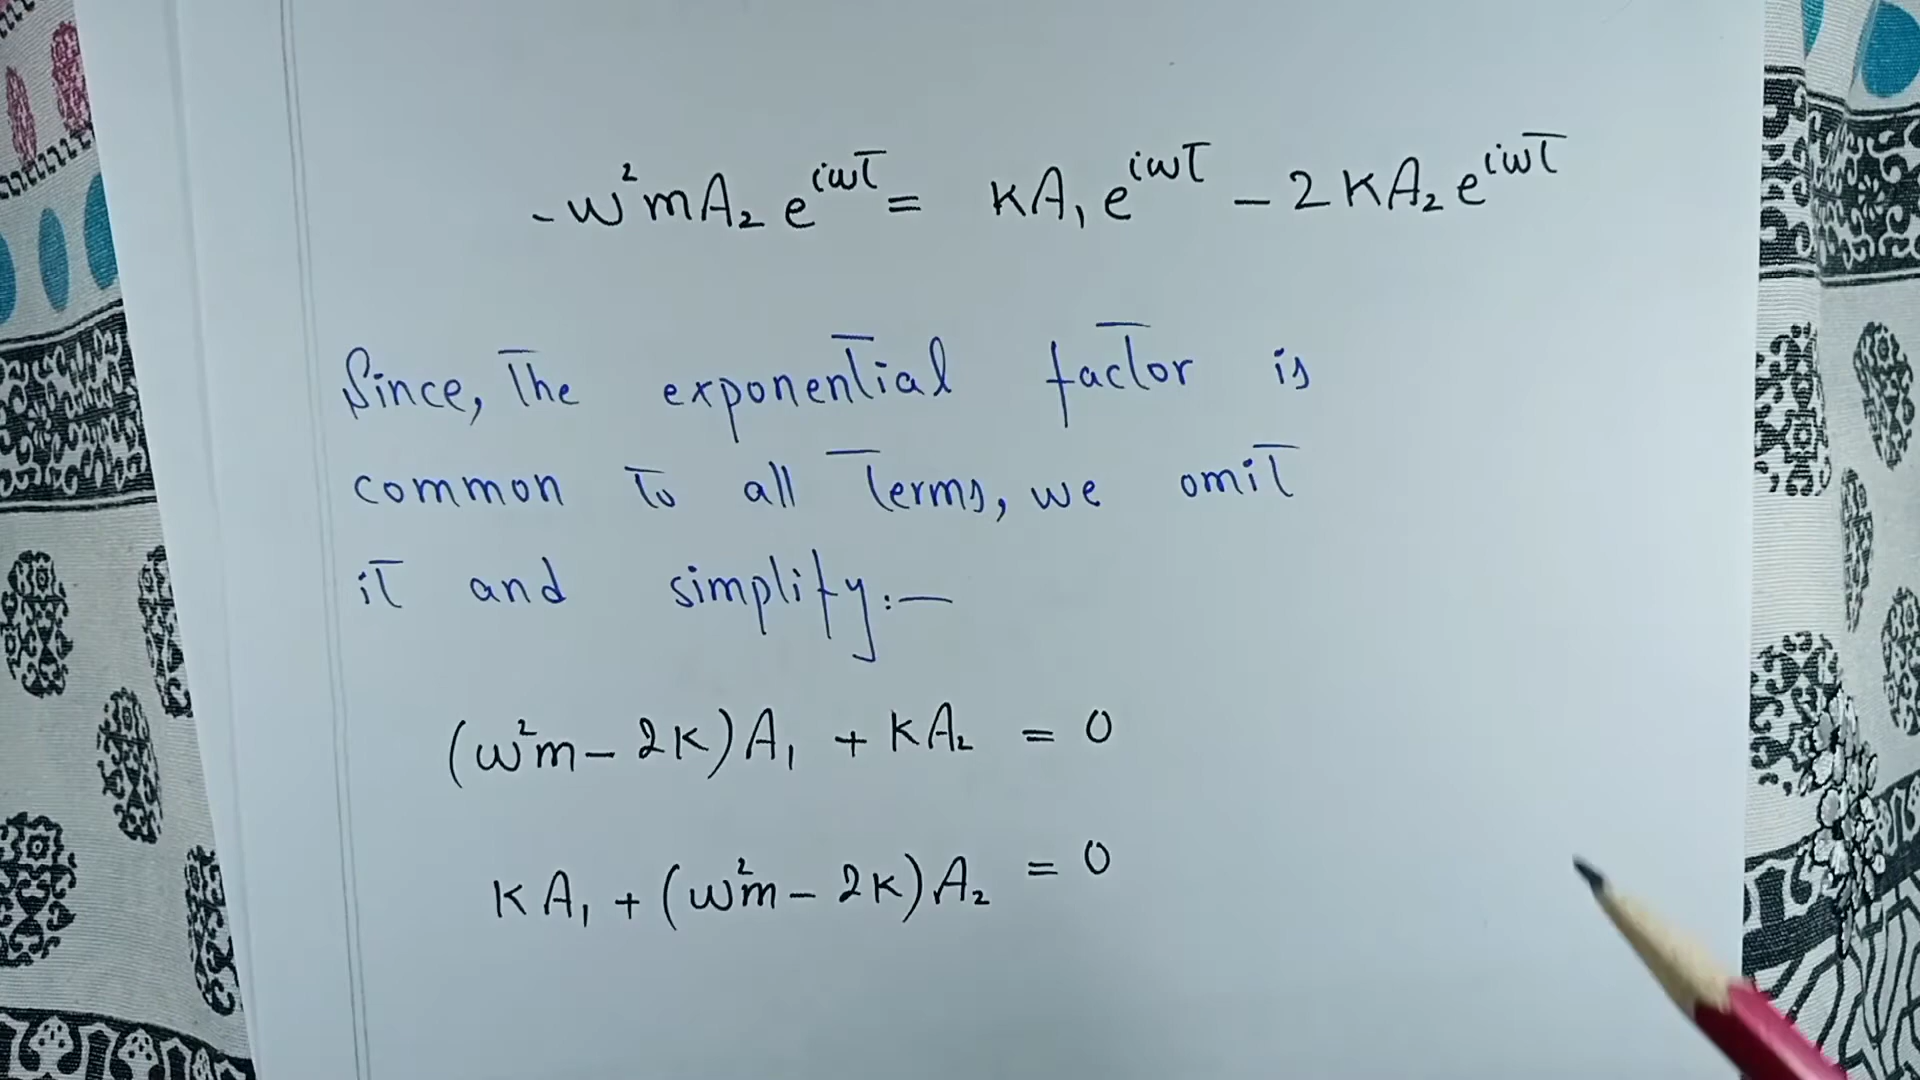 -ω²mA₂e^{iωt} = KA₁e^{iωt} - 2KA₂e^{iωt}
Since, The exponential factor is
common to all Terms, we omit
it and simplify:—
(ω²m - 2K)A₁ + KA₂ = 0
KA₁ + (ω²m - 2K)A₂ = 0